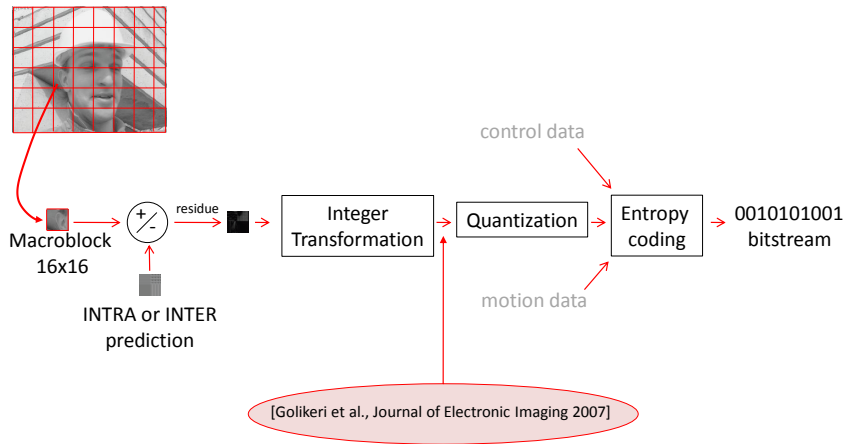 control data
residue
+
-
Integer
Transformation
Quantization
Entropy
coding
0010101001
bitstream
Macroblock
16x16
INTRA or INTER
prediction
motion data
[Golikeri et al., Journal of Electronic Imaging 2007]